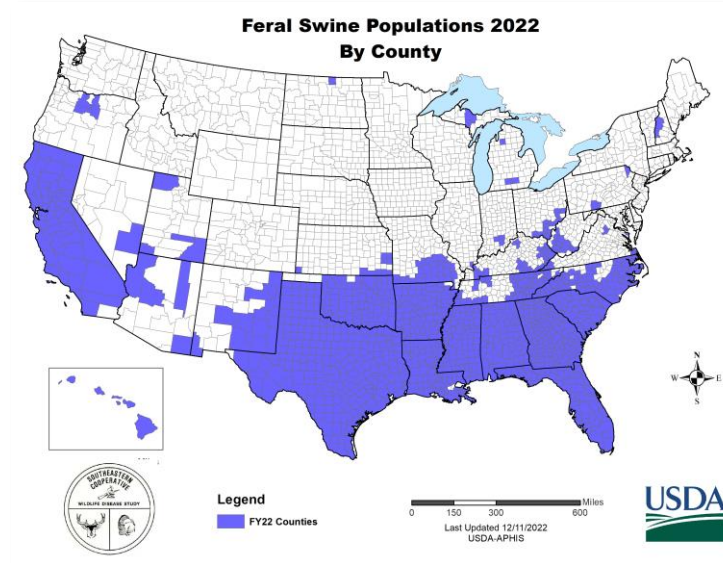 Feral Swine Populations 2022
By County
N
W
E
S
SOUTHEASTERN
COOPERATIVE
WILDLIFE DISEASE STUDY
Legend
FY22 Counties
Miles
0 150 300 600
Last Updated 12/11/2022
USDA-APHIS
USDA